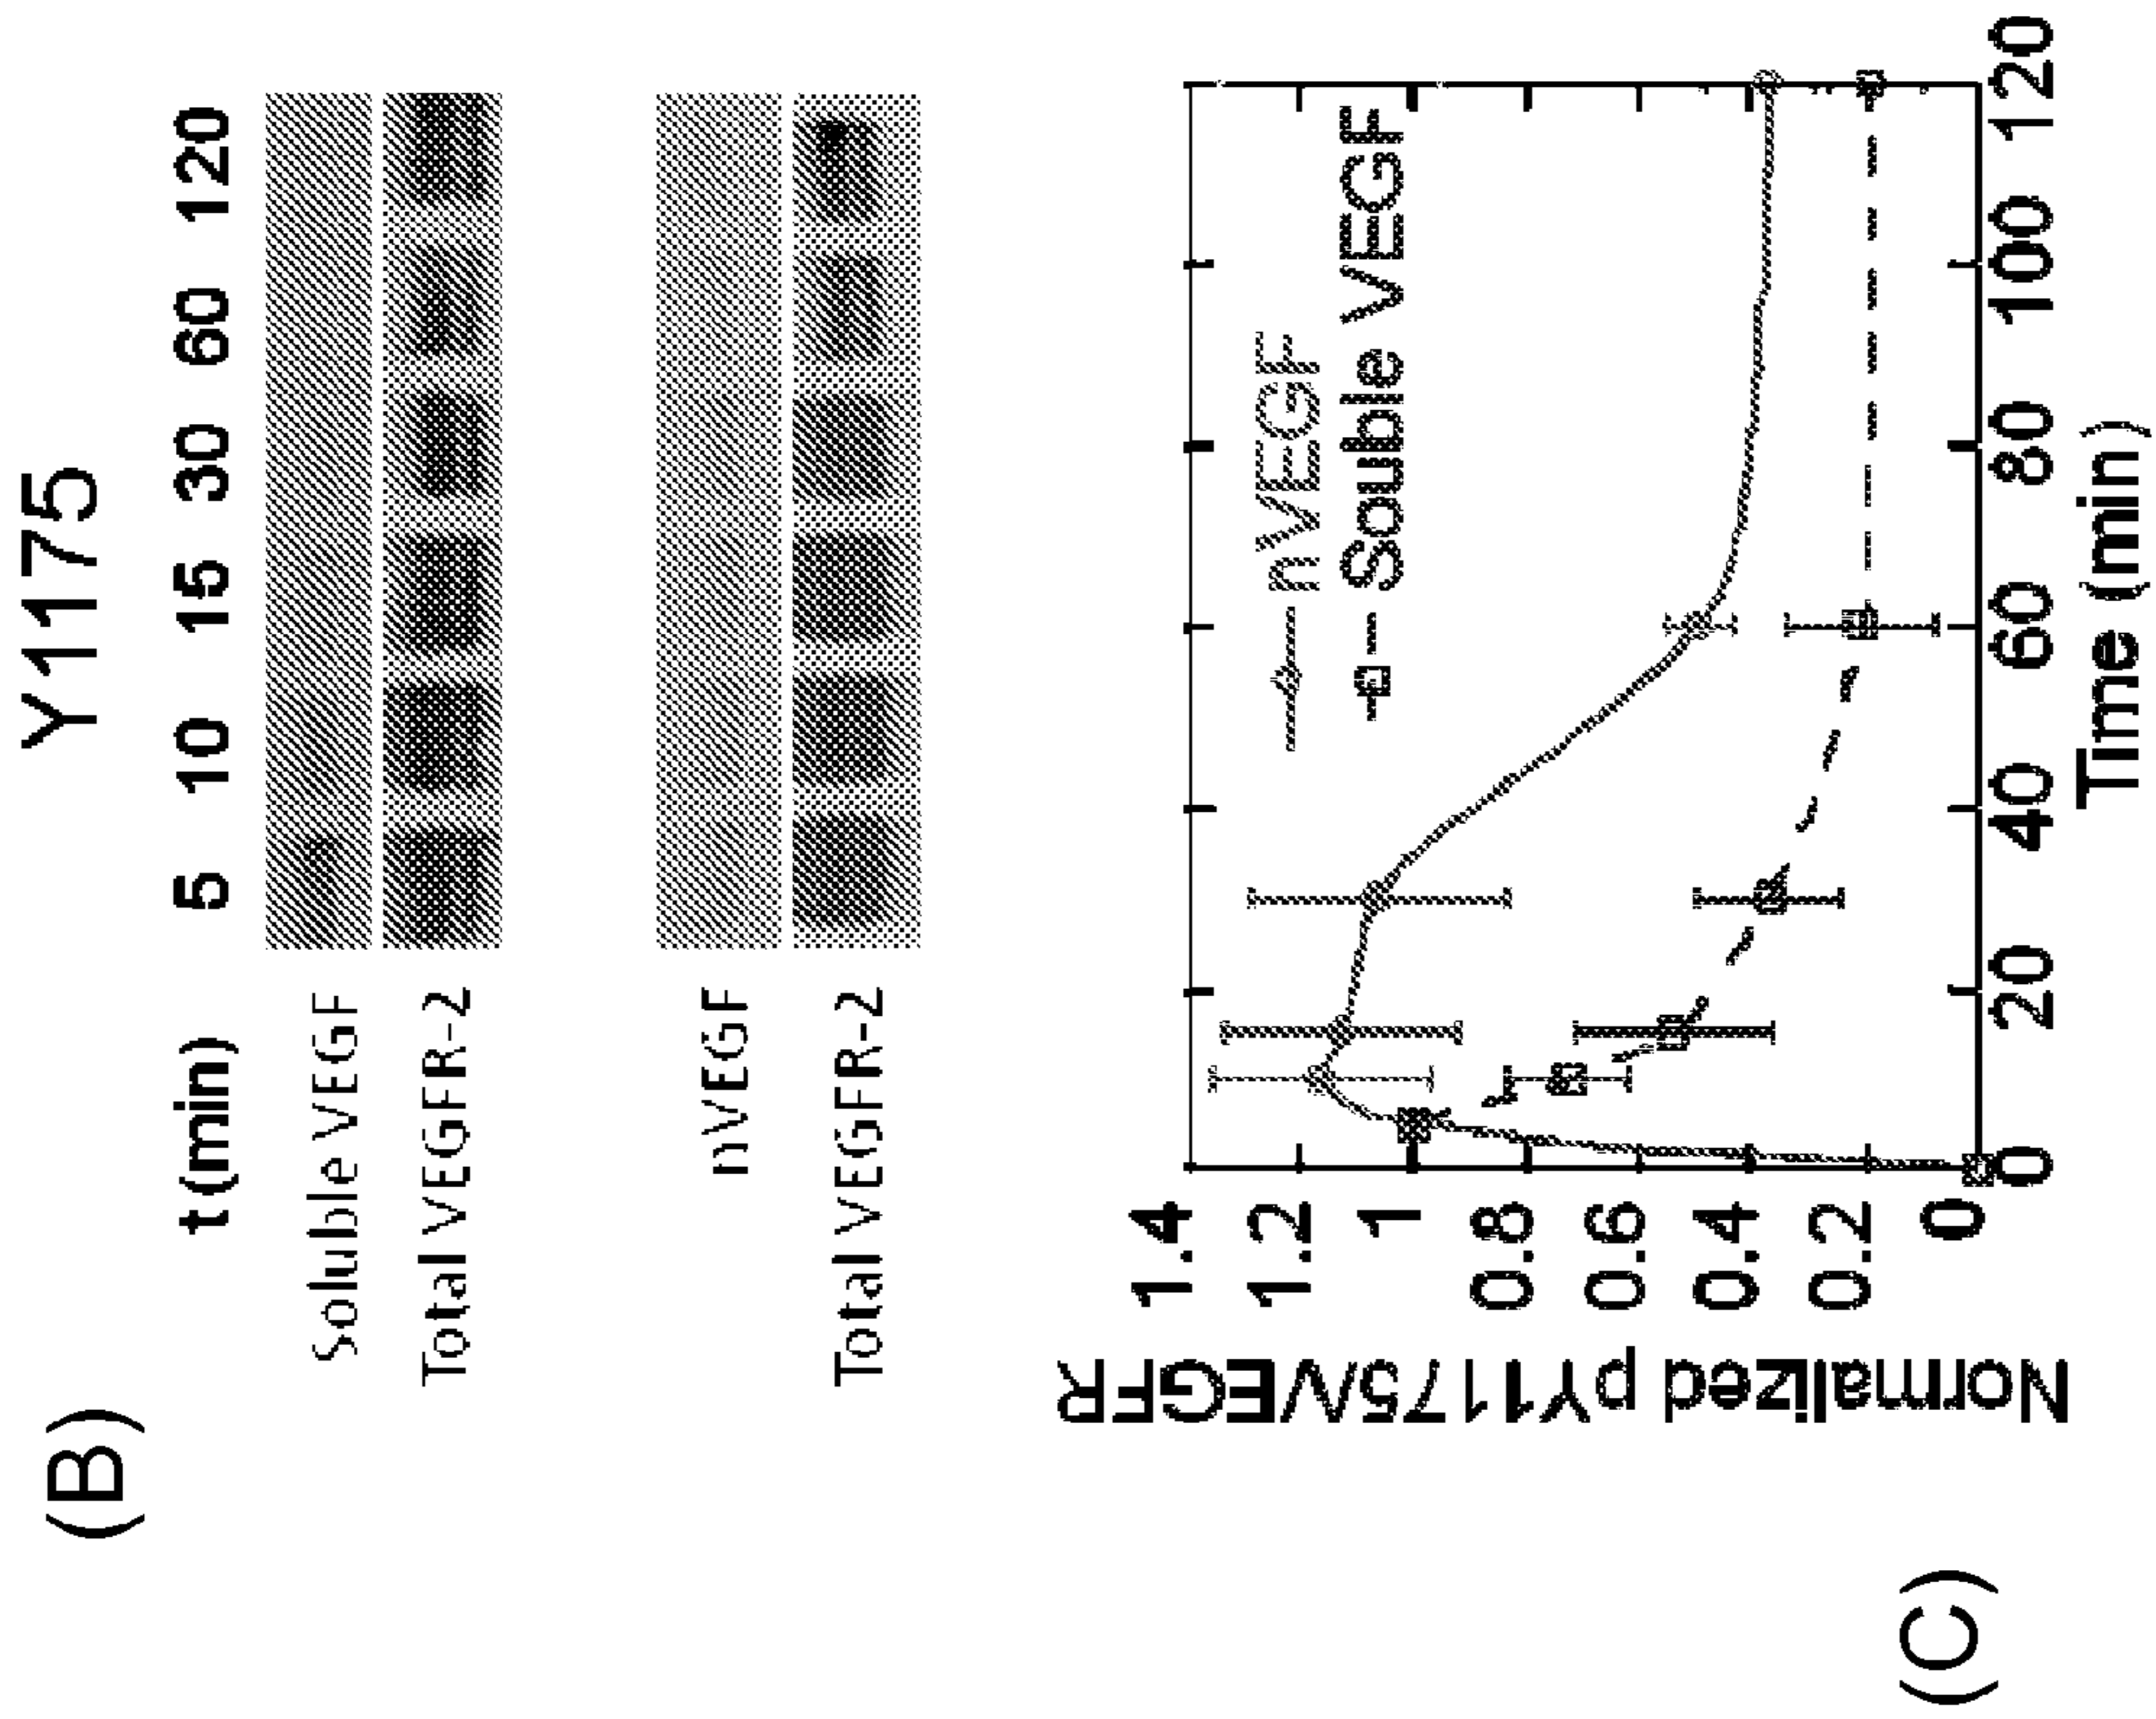 (B)
Y1175
t (min) 5 10 15 30 60 120
Soluble VEGF
Total VEGFR-2
nVEGF
Total VEGFR-2
(C)
Normalized pY1175/VEGFR
1.4
1.2
1
0.8
0.6
0.4
0.2
0
nVEGF
Souble VEGF
0 20 40 60 80 100 120
Time (min)